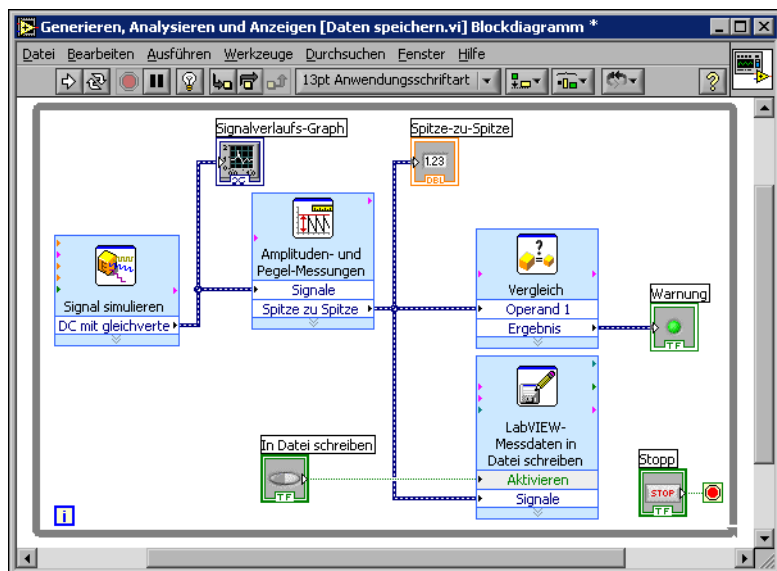 Generieren, Analysieren und Anzeigen [Daten speichern.vi] Blockdiagramm *
Datei Bearbeiten Ausführen Werkzeuge Durchsuchen Fenster Hilfe
13pt Anwendungsschriftart
Signalverlaufs-Graph
Spitze-zu-Spitze
1.23
DBL
Amplituden- und
Pegel-Messungen
Signale
Spitze zu Spitze
Signal simulieren
DC mit gleichverte
?
Vergleich
Operand 1
Ergebnis
Warnung
TF
LabVIEW-
Messdaten in
Datei schreiben
Aktivieren
Signale
In Datei schreiben
TF
Stopp
STOP
TF
i